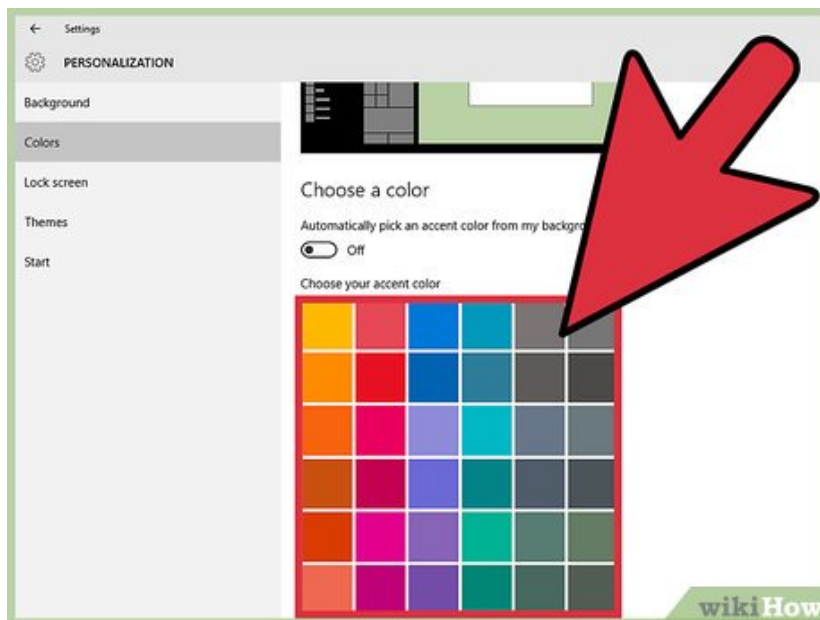 Settings
PERSONALIZATION
Background
Colors
Lock screen
Themes
Start
Choose a color
Automatically pick an accent color from my backgro
Off
Choose your accent color
wikiHow